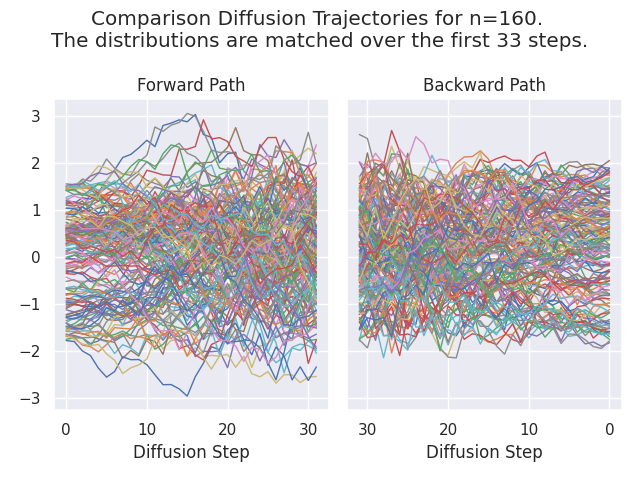 Comparison Diffusion Trajectories for n=160.
The distributions are matched over the first 33 steps.
Forward Path
Backward Path
3
2
1
0
−1
−2
−3
0 10 20 30
30 20 10 0
Diffusion Step
Diffusion Step